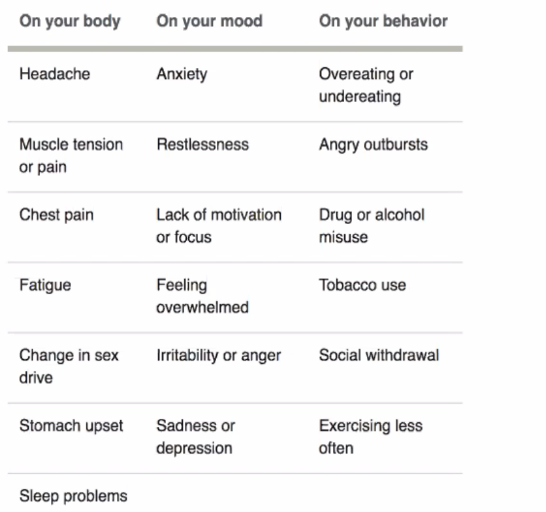 On your body On your mood On your behavior
Headache Anxiety Overeating or
undereating
Muscle tension Restlessness Angry outbursts
or pain
Chest pain Lack of motivation Drug or alcohol
or focus misuse
Fatigue Feeling Tobacco use
overwhelmed
Change in sex Irritability or anger Social withdrawal
drive
Stomach upset Sadness or Exercising less
depression often
Sleep problems